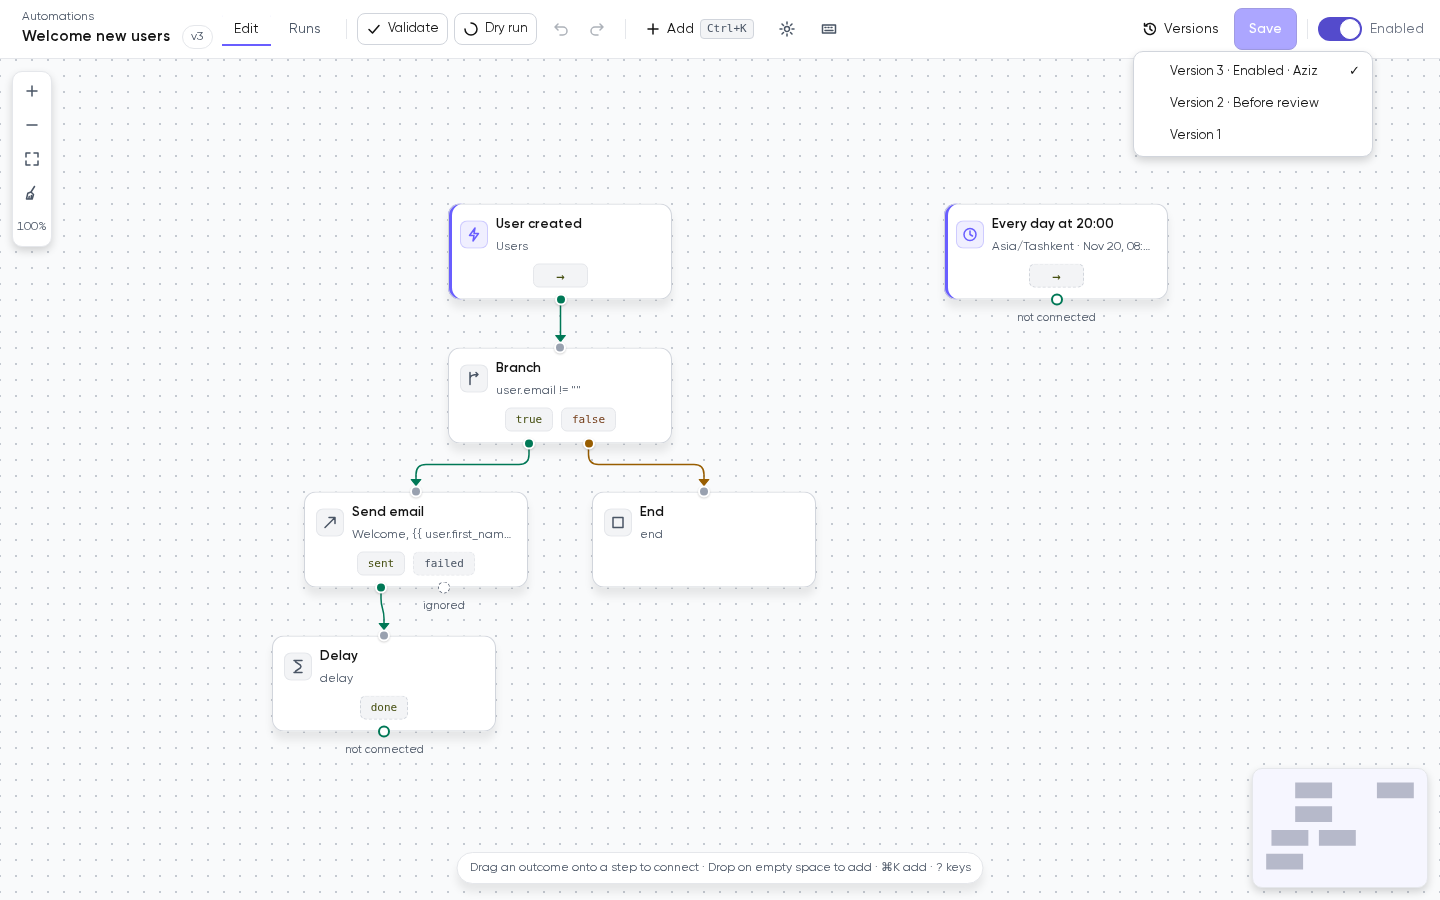 Automations
Welcome new users
v3
Edit
Runs
Validate
Dry run
Add
Ctrl+K
Versions
Save
Enabled
Version 3 · Enabled · Aziz ✓
Version 2 · Before review
Version 1
100%
User created
Users
→
Every day at 20:00
Asia/Tashkent · Nov 20, 08:...
→
not connected
Branch
user.email != ""
true
false
Send email
Welcome, {{ user.first_nam...
sent
failed
ignored
End
end
Delay
delay
done
not connected
Drag an outcome onto a step to connect · Drop on empty space to add · ⌘K add · ? keys